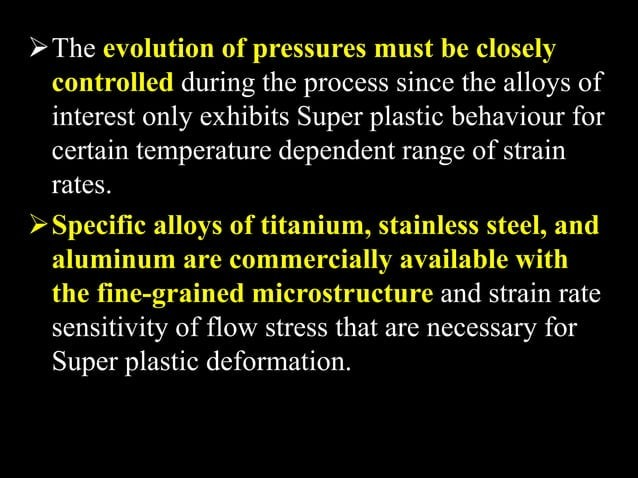 ➢The evolution of pressures must be closely
controlled during the process since the alloys of
interest only exhibits Super plastic behaviour for
certain temperature dependent range of strain
rates.
➢Specific alloys of titanium, stainless steel, and
aluminum are commercially available with
the fine-grained microstructure and strain rate
sensitivity of flow stress that are necessary for
Super plastic deformation.